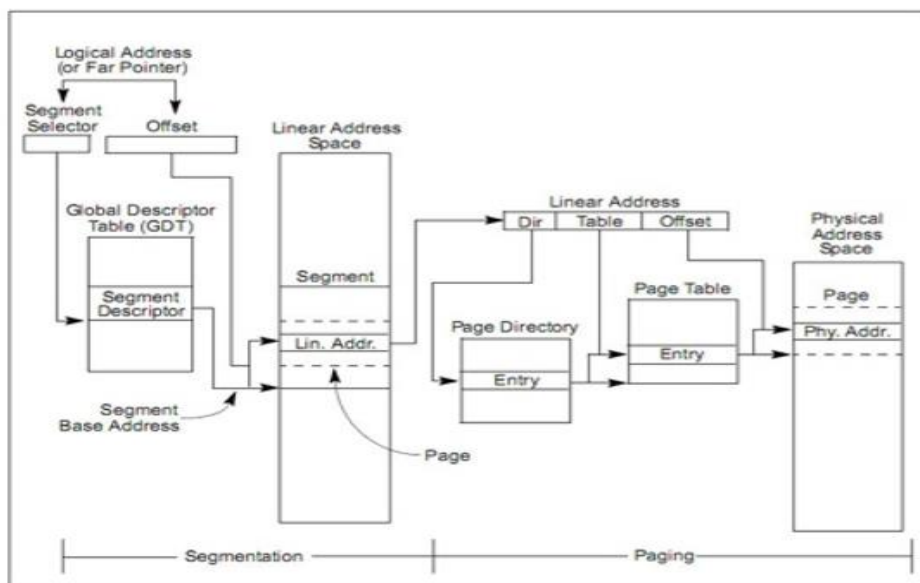 Logical Address
(or Far Pointer)
Segment
Selector
Offset
Linear Address
Space
Global Descriptor
Table (GDT)
Segment
Descriptor
Segment
Base Address
Segment
Lin. Addr.
Page
Linear Address
Dir
Table
Offset
Page Directory
Entry
Page Table
Entry
Physical
Address
Space
Page
Phy. Addr.
Segmentation
Paging